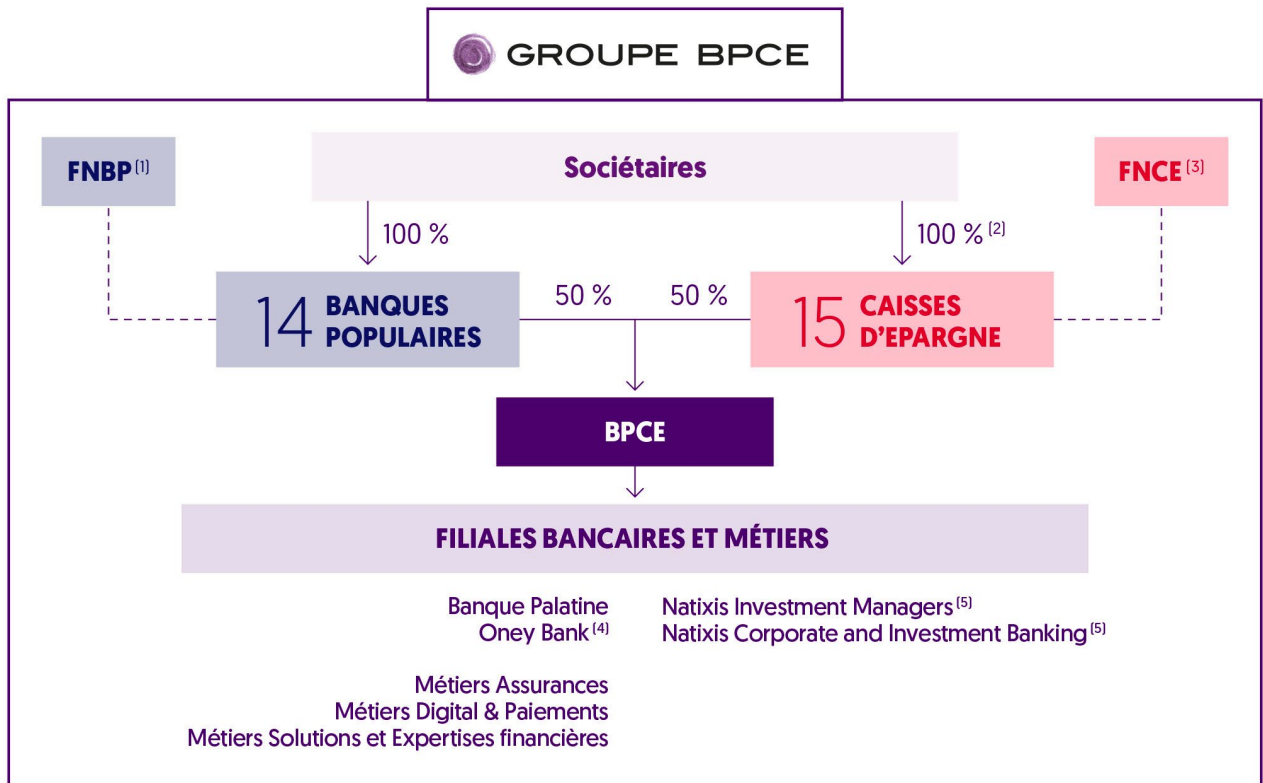 GROUPE BPCE
FNBP (1)
Sociétaires
FNCE (3)
100 %
100 % (2)
14 BANQUES
POPULAIRES
50 %
50 %
15 CAISSES
D’EPARGNE
BPCE
FILIALES BANCAIRES ET MÉTIERS
Banque Palatine
Oney Bank (4)
Natixis Investment Managers (5)
Natixis Corporate and Investment Banking (5)
Métiers Assurances
Métiers Digital & Paiements
Métiers Solutions et Expertises financières